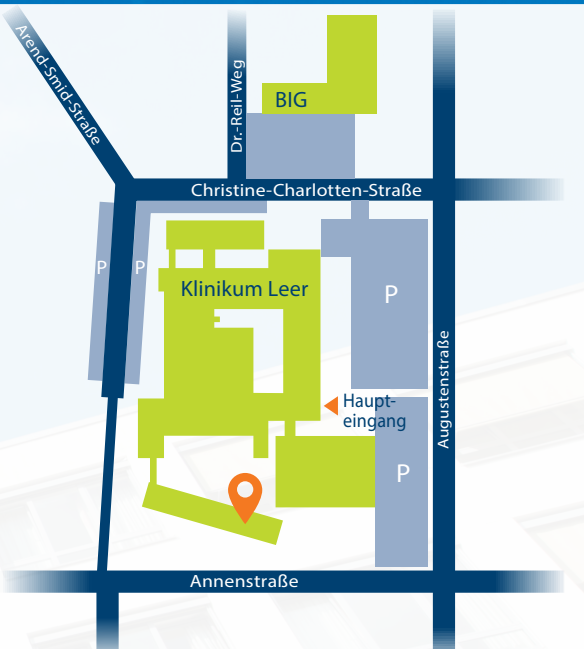 Arend-Smid-Straße
Dr.-Reil-Weg
BIG
Christine-Charlotten-Straße
P
P
Klinikum Leer
P
Augustenstraße
Haupt-
eingang
P
Annenstraße